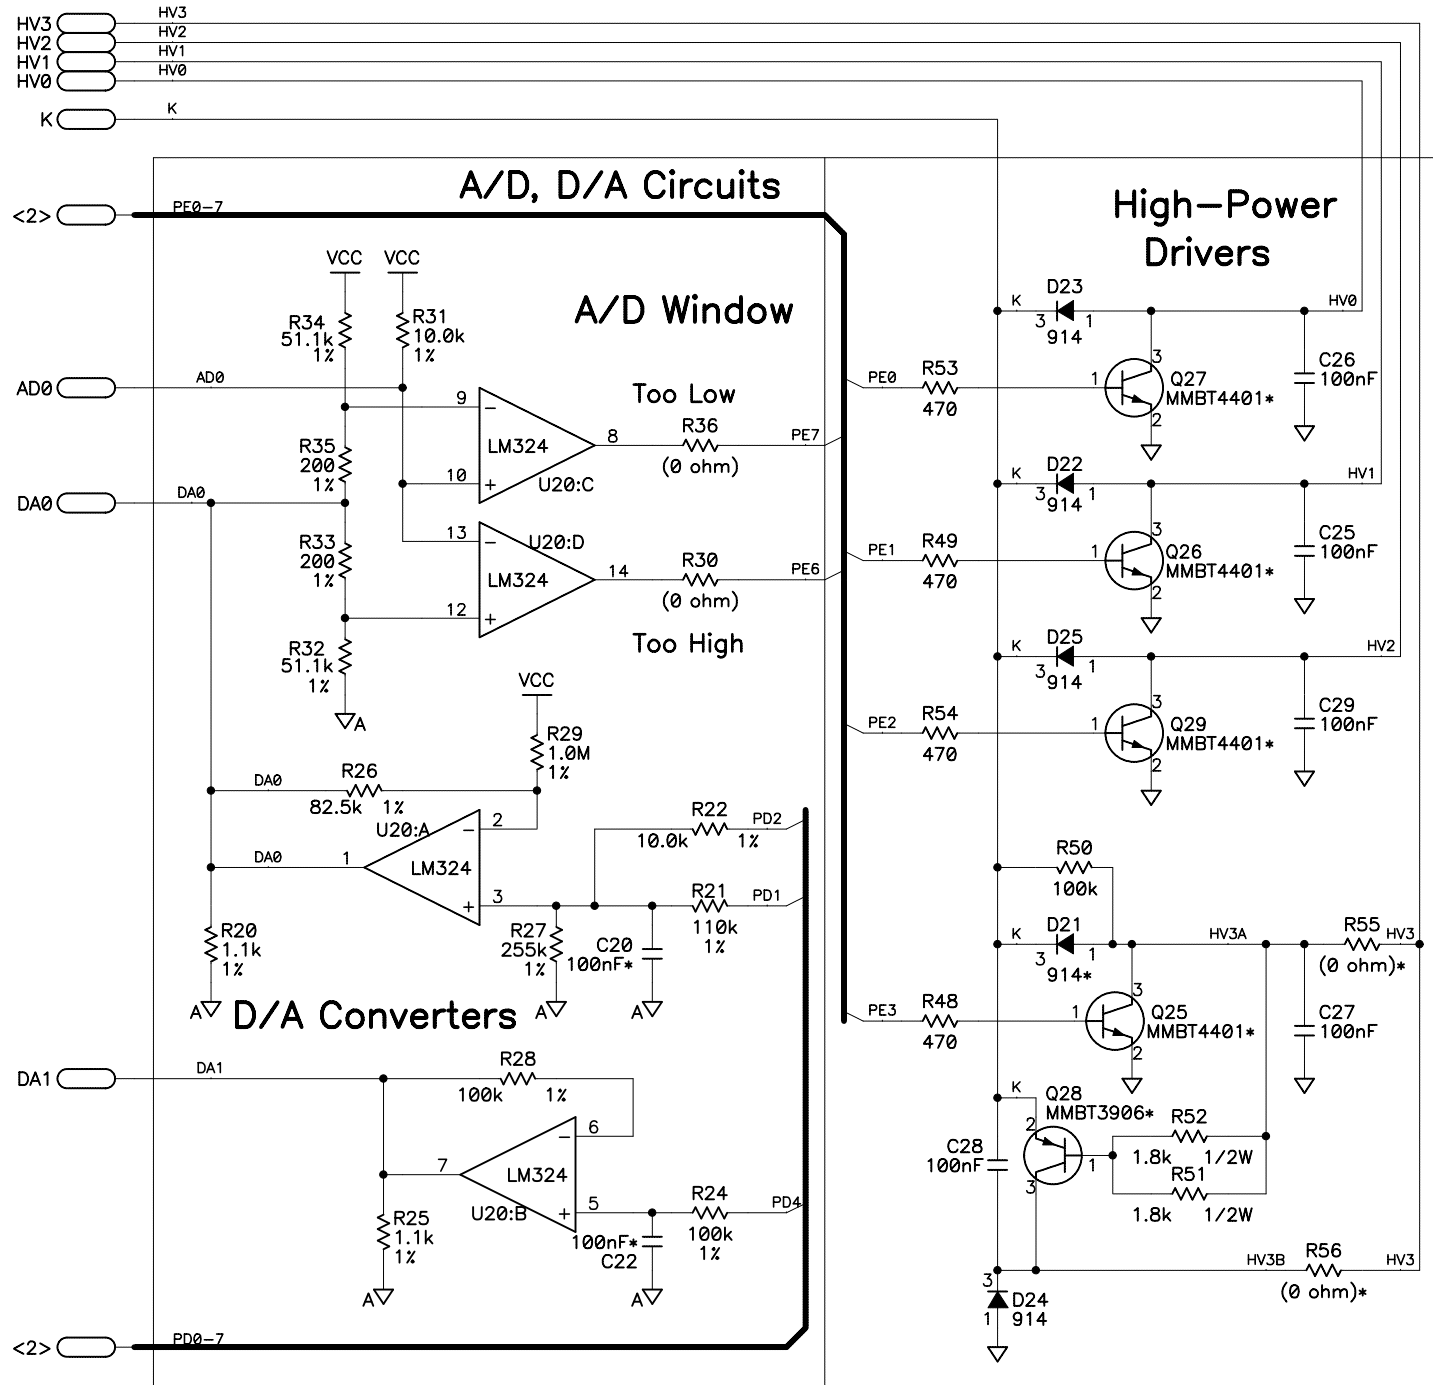 HV3
HV3
HV2
HV2
HV1
HV1
HV0
HV0
K
K
A/D, D/A Circuits
High-Power
Drivers
<2>
PE0-7
VCC
VCC
A/D Window
R34
51.1k
1%
R31
10.0k
1%
AD0
AD0
9
-
LM324
8
10
+
U20:C
Too Low
R36
(0 ohm)
PE7
R35
200
1%
DA0
DA0
R33
200
1%
13
-
U20:D
LM324
14
12
+
R30
(0 ohm)
PE6
Too High
R32
51.1k
1%
A
VCC
R29
1.0M
1%
DA0
R26
82.5k
1%
U20:A
2
-
DA0
1
LM324
3
+
R22
10.0k
1%
PD2
R21
110k
1%
PD1
R20
1.1k
1%
A
R27
255k
1%
A
C20
100nF*
A
D/A Converters
DA1
DA1
R28
100k
1%
6
-
7
LM324
5
+
U20:B
R24
100k
1%
PD4
R25
1.1k
1%
A
100nF*
C22
A
<2>
PD0-7
K
D23
3
1
914
HV0
PE0
R53
470
1
3
2
Q27
MMBT4401*
C26
100nF
K
D22
3
1
914
HV1
PE1
R49
470
1
3
2
Q26
MMBT4401*
C25
100nF
K
D25
3
1
914
HV2
PE2
R54
470
1
3
2
Q29
MMBT4401*
C29
100nF
R50
100k
K
D21
3
1
914*
HV3A
R55
(0 ohm)*
HV3
PE3
R48
470
1
3
2
Q25
MMBT4401*
C27
100nF
K
Q28
MMBT3906*
2
1
3
C28
100nF
R52
1.8k
1/2W
R51
1.8k
1/2W
HV3B
R56
(0 ohm)*
HV3
3
D24
1
914